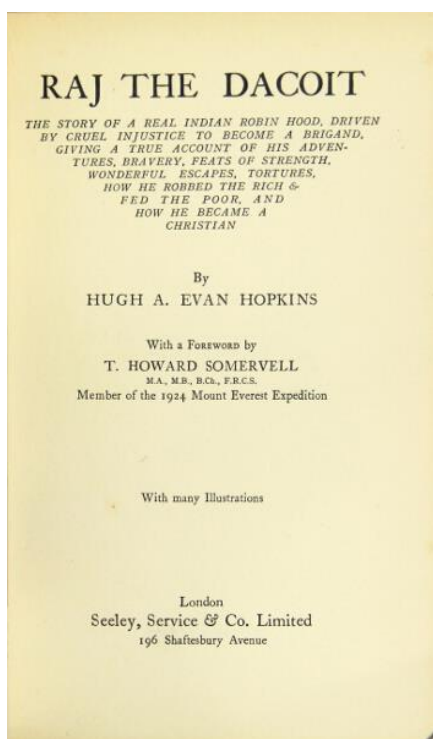 RAJ THE DACOIT
THE STORY OF A REAL INDIAN ROBIN HOOD, DRIVEN
BY CRUEL INJUSTICE TO BECOME A BRIGAND,
GIVING A TRUE ACCOUNT OF HIS ADVEN-
TURES, BRAVERY, FEATS OF STRENGTH,
WONDERFUL ESCAPES, TORTURES,
HOW HE ROBBED THE RICH &
FED THE POOR, AND
HOW HE BECAME A
CHRISTIAN
By
HUGH A. EVAN HOPKINS
With a FOREWORD by
T. HOWARD SOMERVELL
M.A., M.B., B.Ch., F.R.C.S.
Member of the 1924 Mount Everest Expedition
With many Illustrations
London
Seeley, Service & Co. Limited
196 Shaftesbury Avenue